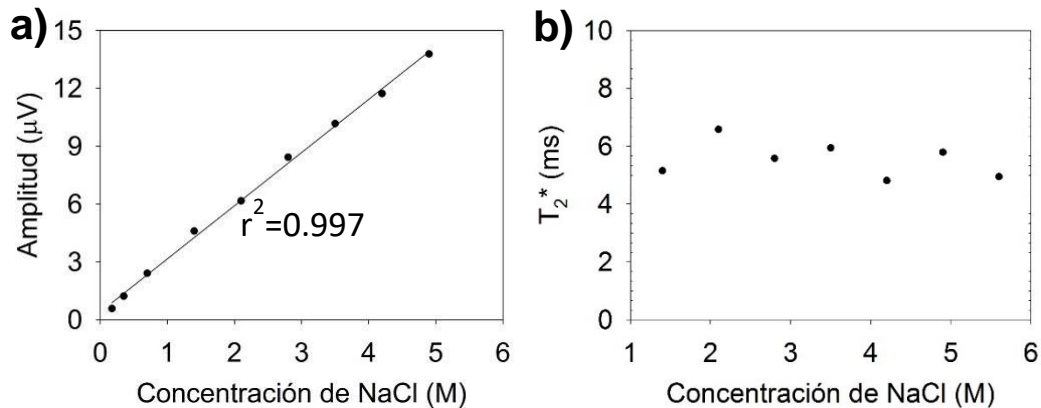 a)
Amplitud (µV)
15
12
9
6
3
0
r²=0.997
0 1 2 3 4 5 6
Concentración de NaCl (M)
b)
T₂* (ms)
10
8
6
4
2
0
1 2 3 4 5 6
Concentración de NaCl (M)